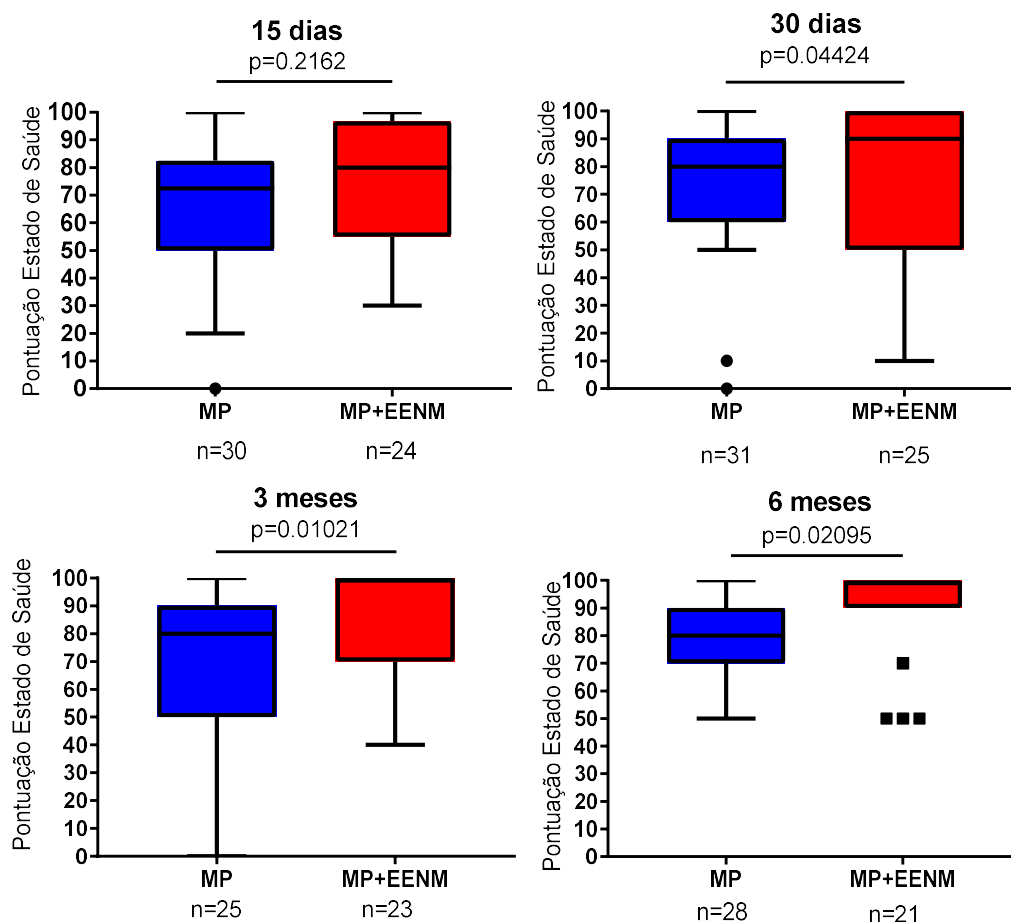 15 dias
p=0.2162
Pontuação Estado de Saúde
100
90
80
70
60
50
40
30
20
10
0
MP
MP+EENM
n=30
n=24
30 dias
p=0.04424
Pontuação Estado de Saúde
100
90
80
70
60
50
40
30
20
10
0
MP
MP+EENM
n=31
n=25
3 meses
p=0.01021
Pontuação Estado de Saúde
100
90
80
70
60
50
40
30
20
10
0
MP
MP+EENM
n=25
n=23
6 meses
p=0.02095
Pontuação Estado de Saúde
100
90
80
70
60
50
40
30
20
10
0
MP
MP+EENM
n=28
n=21